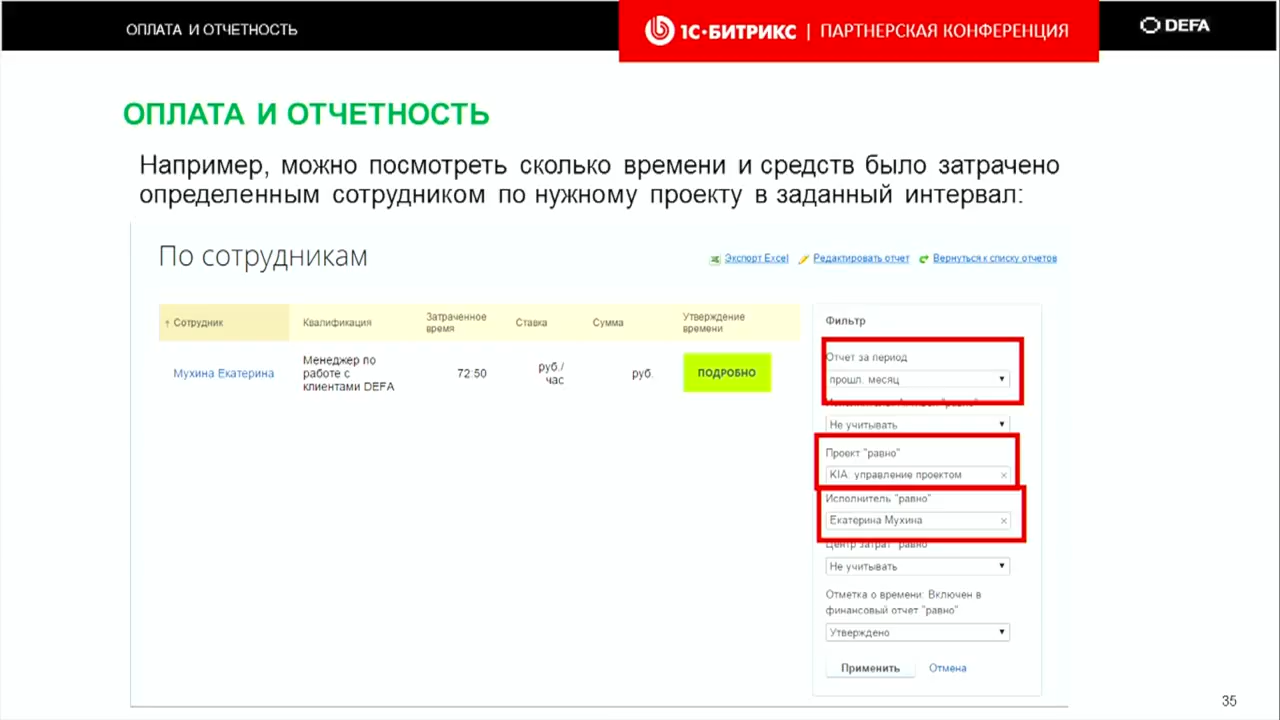 ОПЛАТА И ОТЧЕТНОСТЬ
1С·БИТРИКС | ПАРТНЕРСКАЯ КОНФЕРЕНЦИЯ
DEFA
ОПЛАТА И ОТЧЕТНОСТЬ
Например, можно посмотреть сколько времени и средств было затрачено
определенным сотрудником по нужному проекту в заданный интервал:
По сотрудникам
Экспорт Excel
Редактировать отчет
Вернуться к списку отчетов
↑ Сотрудник
Квалификация
Затраченное
время
Ставка
Сумма
Утверждение
времени
Мухина Екатерина
Менеджер по
работе с
клиентами DEFA
72:50
руб./
час
руб.
ПОДРОБНО
Фильтр
Отчет за период
прошл. месяц
"равно"
Не учитывать
Проект "равно"
KIA: управление проектом
Исполнитель "равно"
Екатерина Мухина
Центр затрат "равно"
Не учитывать
Отметка о времени: Включен в
финансовый отчет "равно"
Утверждено
Применить
Отмена
35